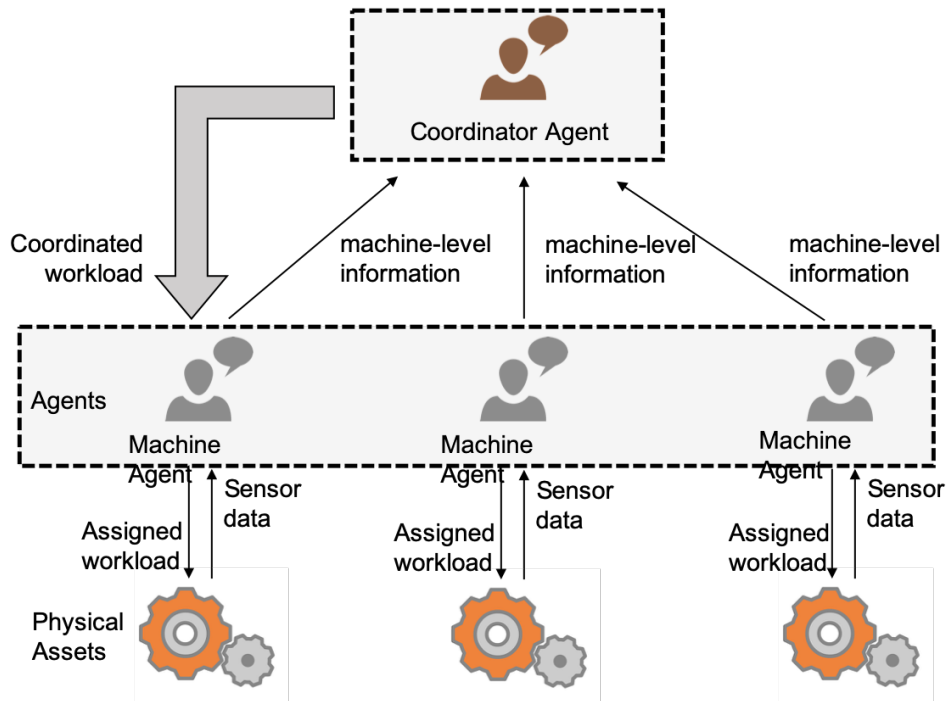 Coordinator Agent
Coordinated
workload
machine-level
information
machine-level
information
machine-level
information
Agents
Machine
Agent
Machine
Agent
Machine
Agent
Assigned
workload
Sensor
data
Assigned
workload
Sensor
data
Assigned
workload
Sensor
data
Physical
Assets